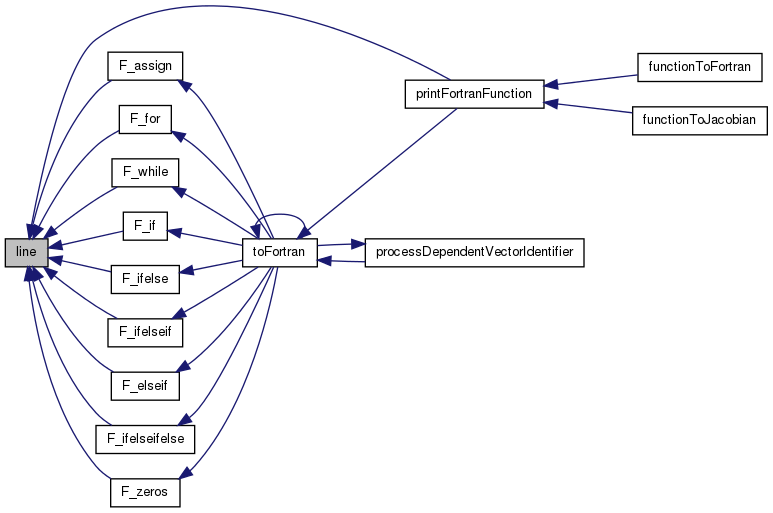 line
F_assign
F_for
F_while
F_if
F_ifelse
F_ifelseif
F_elseif
F_ifelseifelse
F_zeros
toFortran
printFortranFunction
processDependentVectorIdentifier
functionToFortran
functionToJacobian